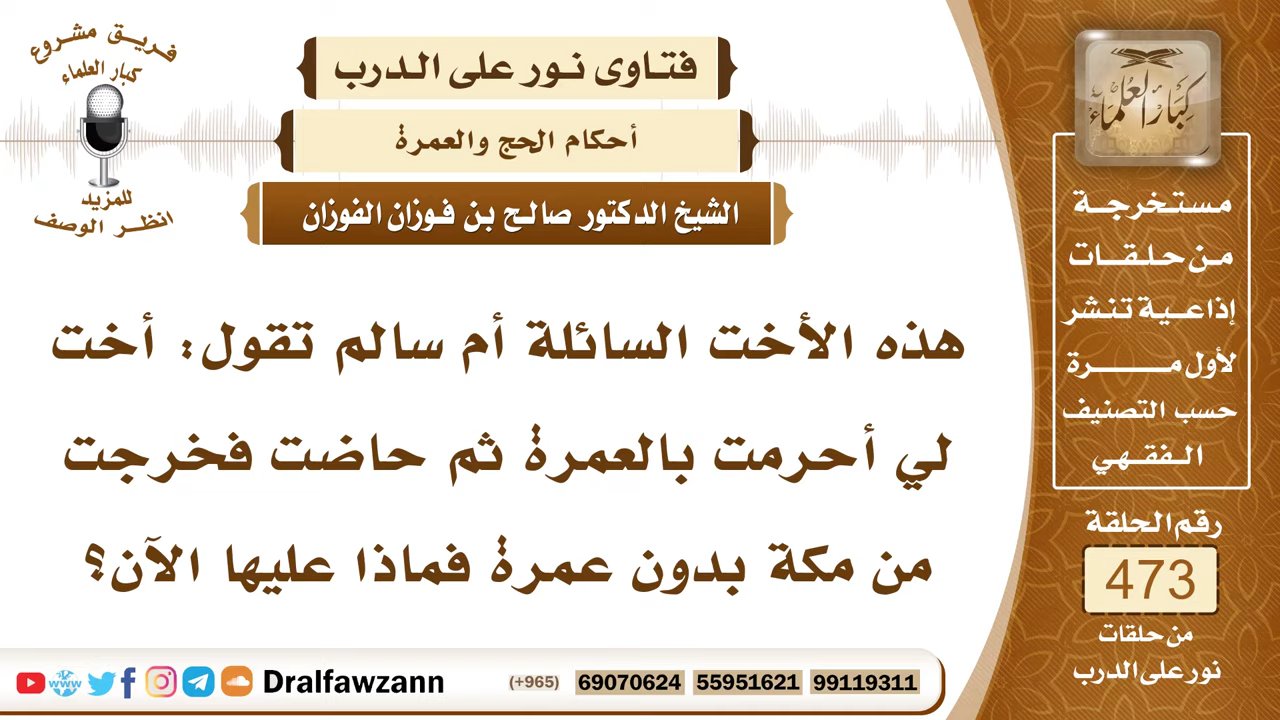 فريق مشروع
كبار العلماء
للمزيد
انظر الوصف
فتاوى نور على الدرب
أحكام الحج والعمرة
الشيخ الدكتور صالح بن فوزان الفوزان
هذه الأخت السائلة أم سالم تقول: أخت
لي أحرمت بالعمرة ثم حاضت فخرجت
من مكة بدون عمرة فماذا عليها الآن؟
كبار العلماء
مستخرجة
من حلقات
إذاعية تنشر
لأول مرة
حسب التصنيف
الفقهي
رقم الحلقة
473
من حلقات
نور على الدرب
www
Dralfawzann
(+965) 69070624 55951621 99119311